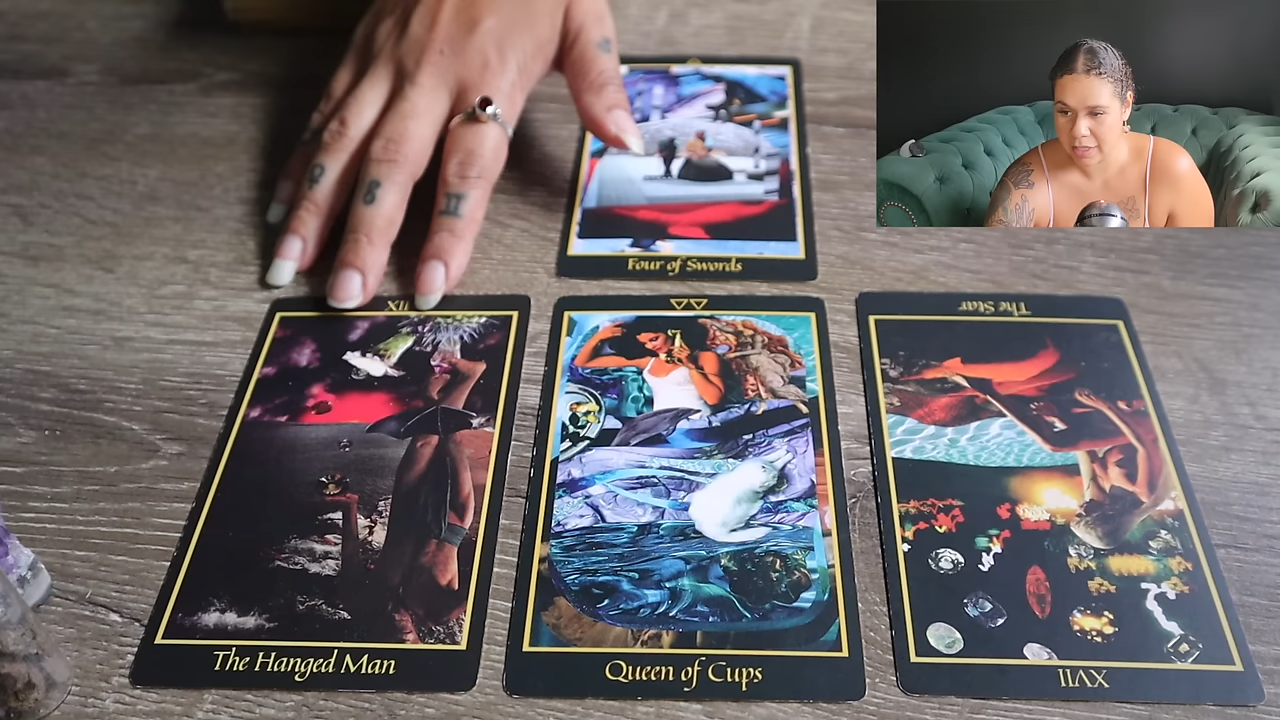 Four of Swords
XII
The Star
The Hanged Man
Queen of Cups
XVII